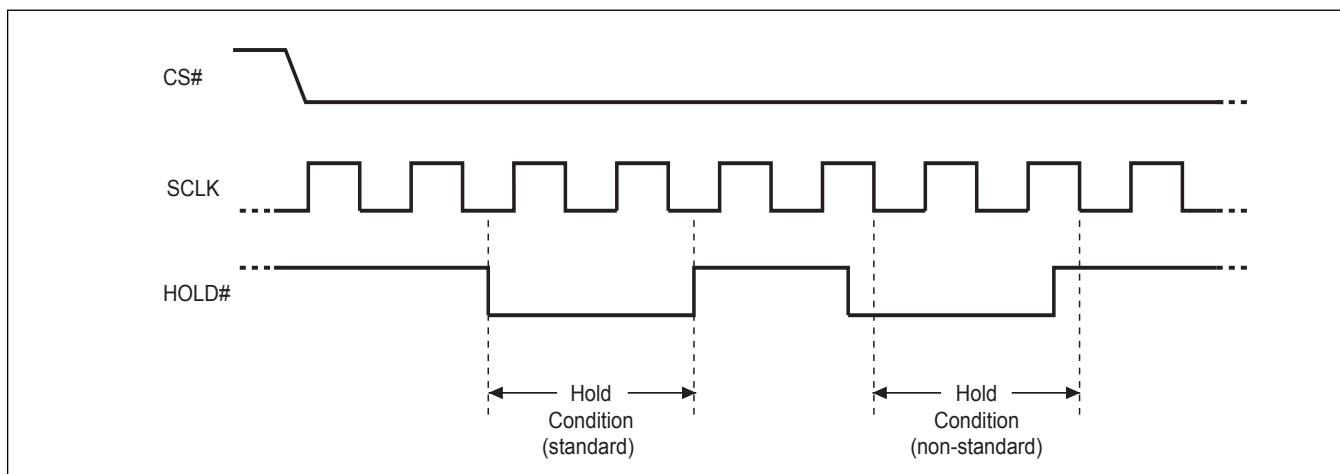 CS#
SCLK
HOLD#
Hold
Condition
(standard)
Hold
Condition
(non-standard)